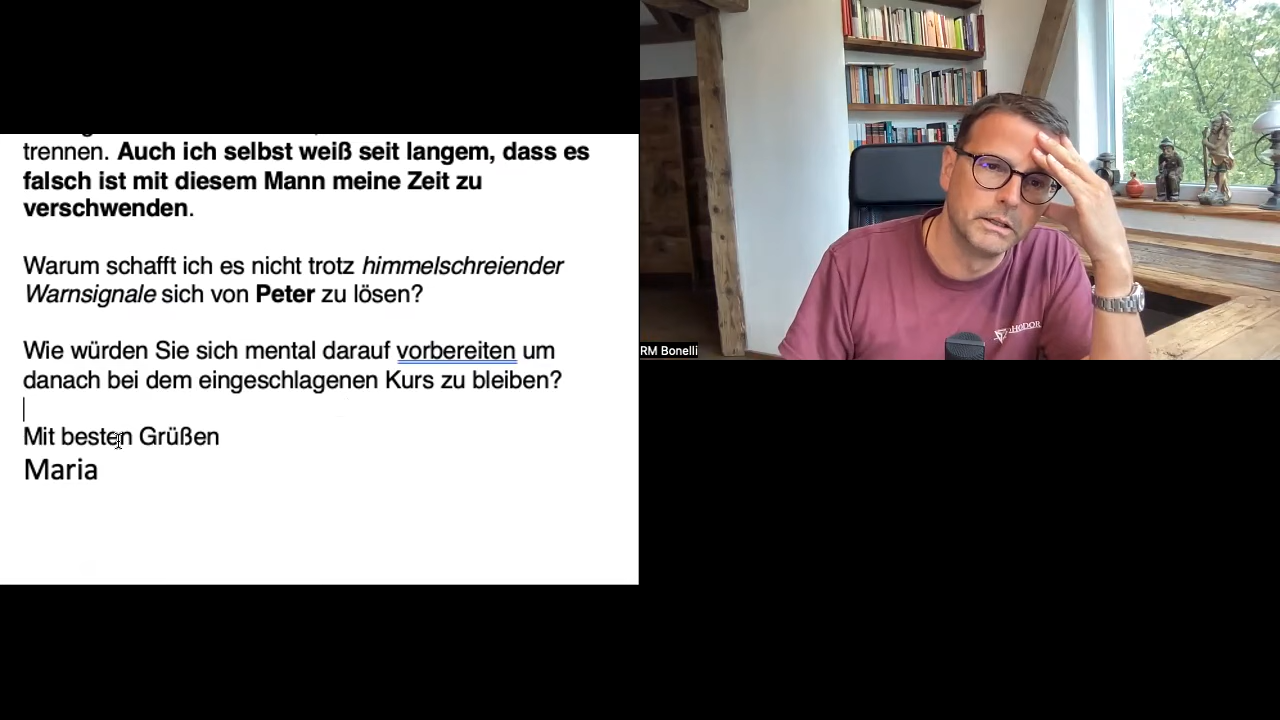 trennen. Auch ich selbst weiß seit langem, dass es
falsch ist mit diesem Mann meine Zeit zu
verschwenden.
Warum schafft ich es nicht trotz himmelschreiender
Warnsignale sich von Peter zu lösen?
Wie würden Sie sich mental darauf vorbereiten um
danach bei dem eingeschlagenen Kurs zu bleiben?
Mit besten Grüßen
Maria
RM Bonelli